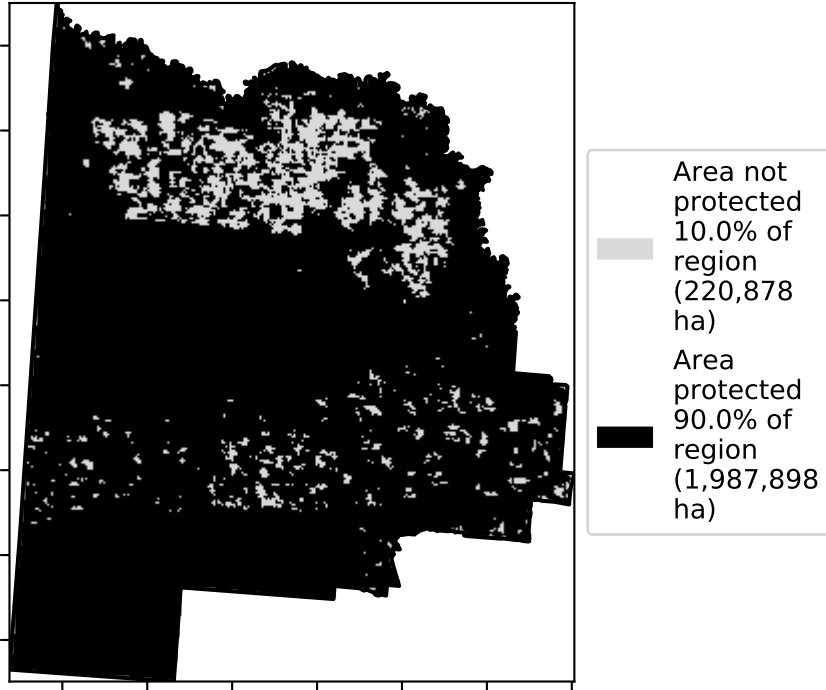 Area not
protected
10.0% of
region
(220,878
ha)
Area
protected
90.0% of
region
(1,987,898
ha)